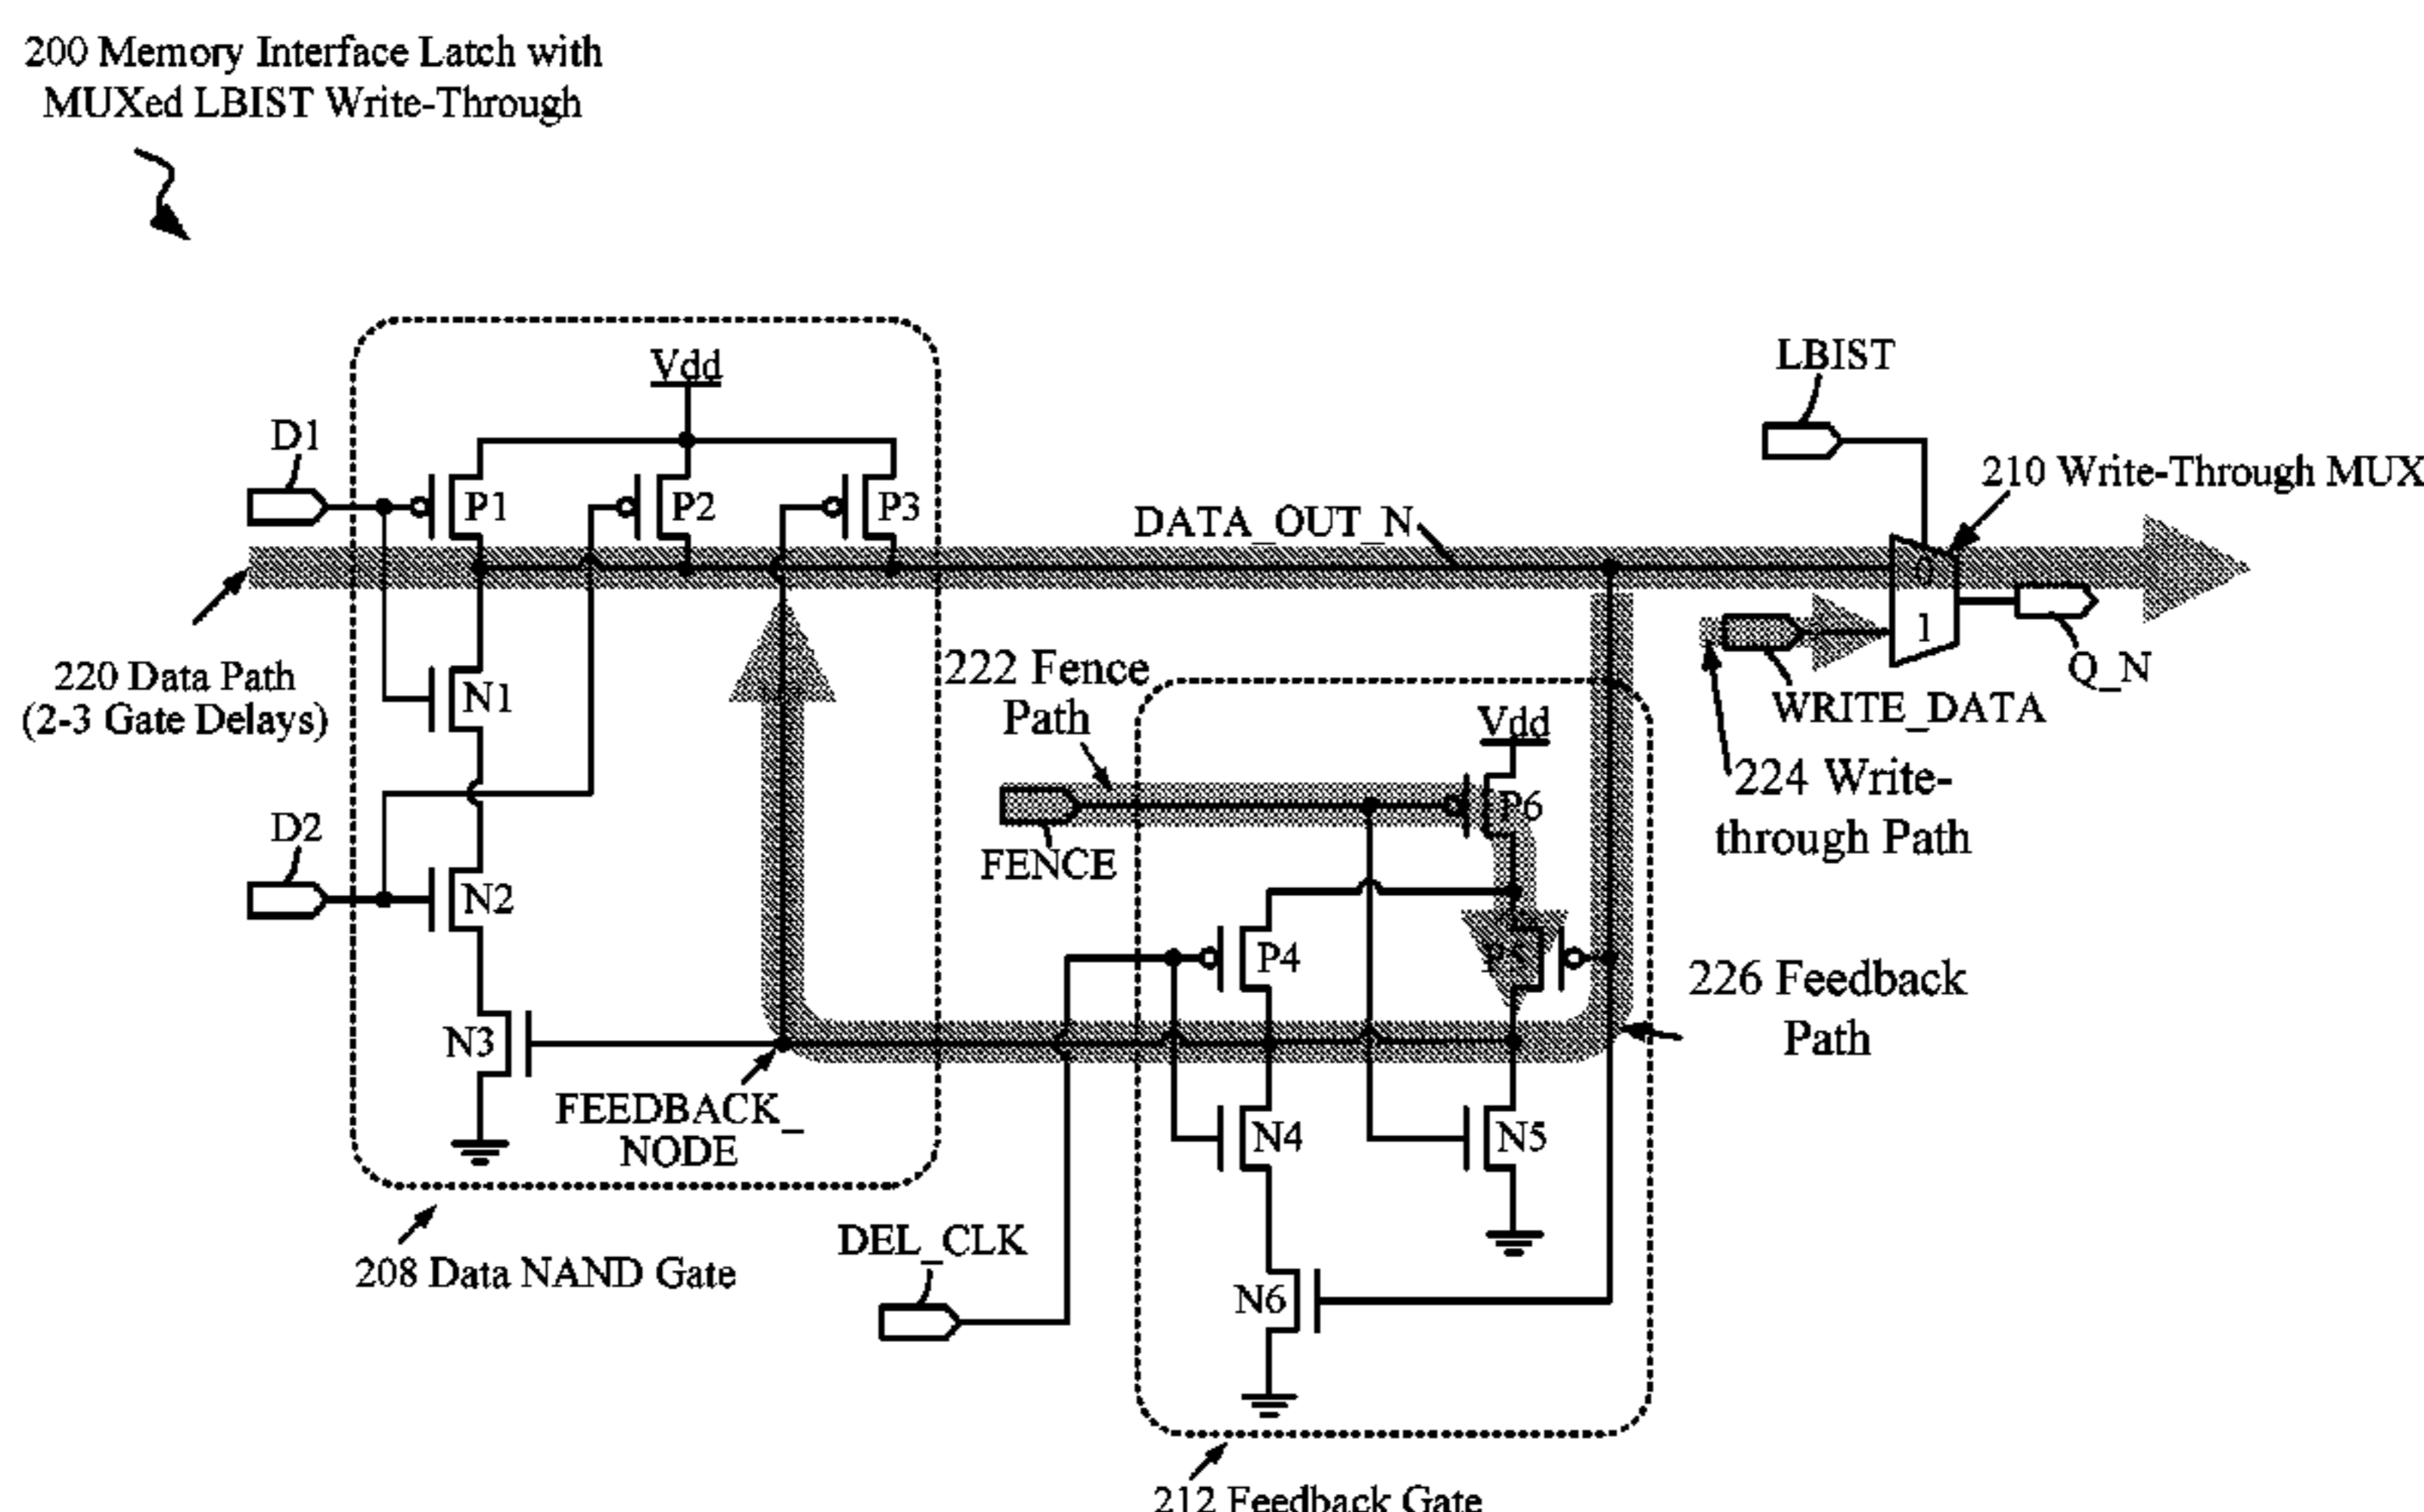 200 Memory Interface Latch with
MUXed LBIST Write-Through
Vdd
LBIST
D1
210 Write-Through MUX
P1
P2
P3
DATA_OUT_N
0
1
Q_N
WRITE_DATA
220 Data Path
(2-3 Gate Delays)
N1
222 Fence
Path
Vdd
224 Write-
through Path
P6
D2
FENCE
N2
P4
P5
226 Feedback
Path
N3
FEEDBACK_
NODE
N4
N5
208 Data NAND Gate
DEL_CLK
N6
212 Feedback Gate